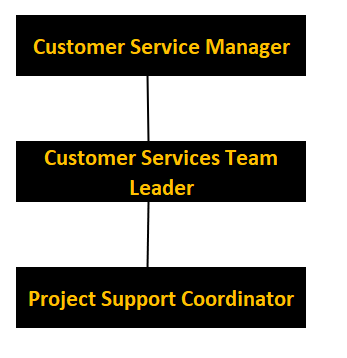 Customer Service Manager
Customer Services Team
Leader
Project Support Coordinator